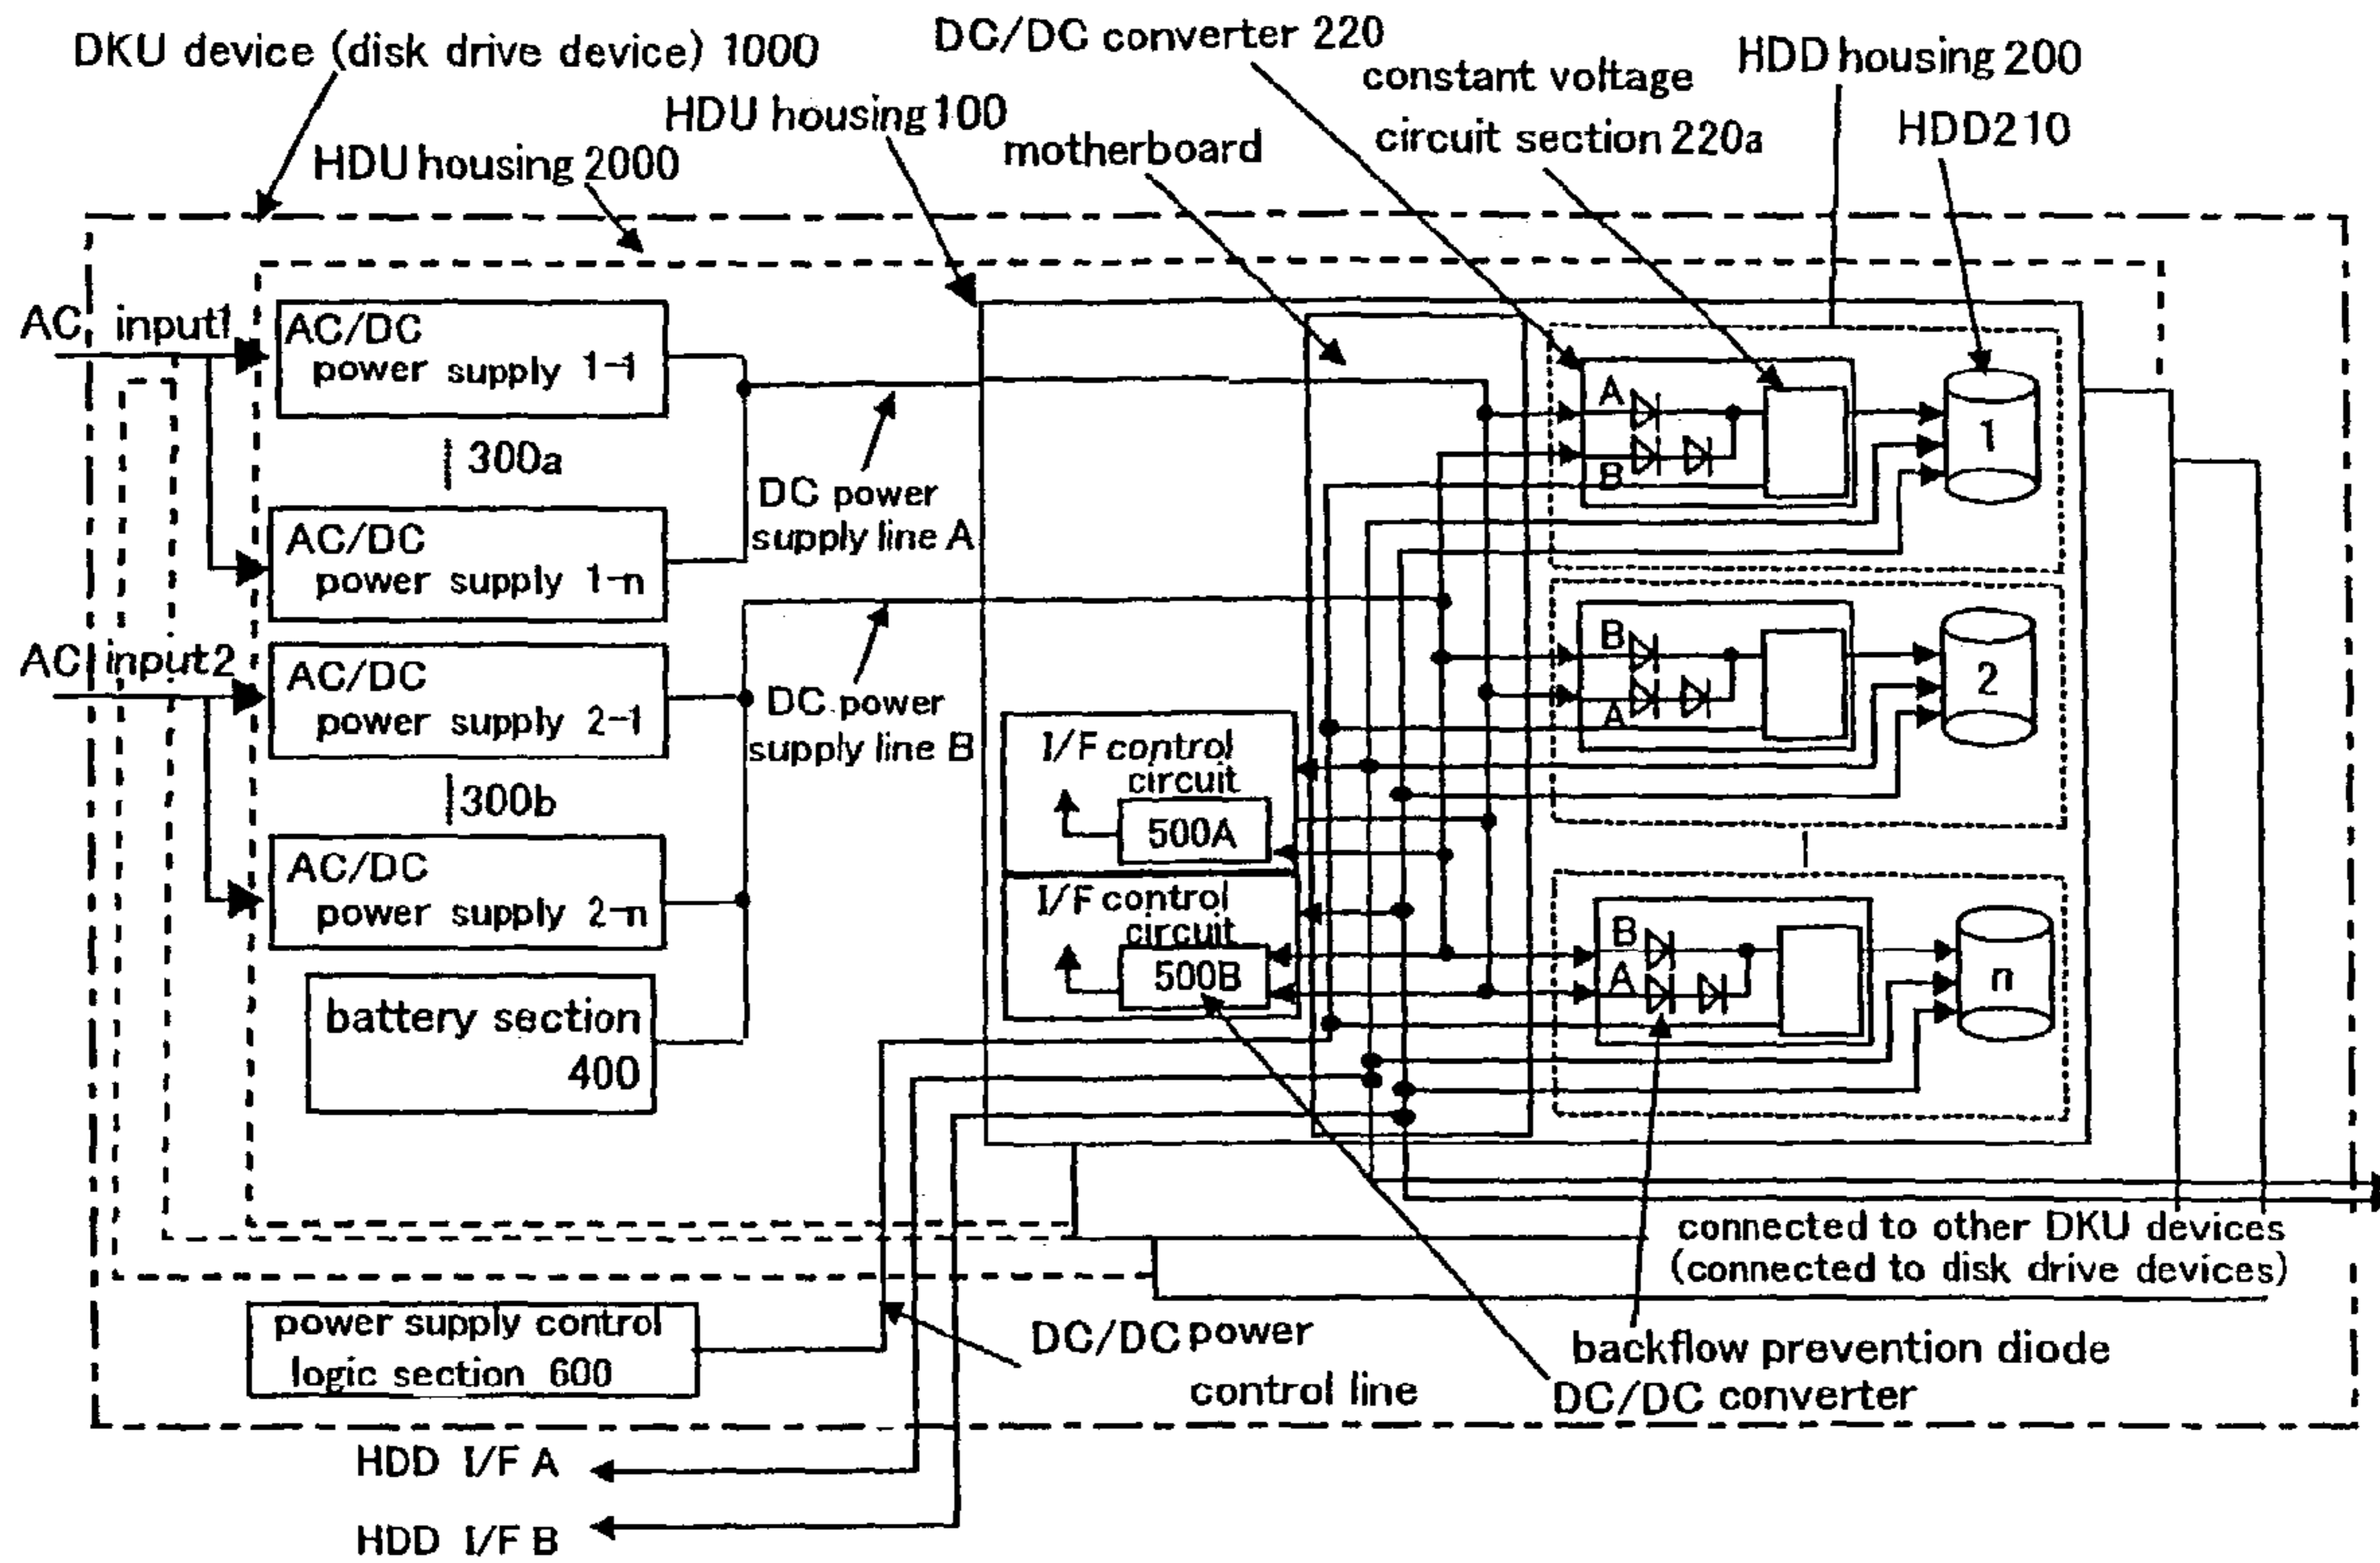 DKU device (disk drive device) 1000
DC/DC converter 220
constant voltage
circuit section 220a
HDD housing 200
HDD210
HDU housing 100
motherboard
HDU housing 2000
AC input1
AC/DC
power supply 1-1
300a
AC/DC
power supply 1-n
DC power
supply line A
AC input2
AC/DC
power supply 2-1
300b
AC/DC
power supply 2-n
DC power
supply line B
battery section
400
I/F control
circuit
500A
I/F control
circuit
500B
A
B
1
B
A
2
B
A
n
connected to other DKU devices
(connected to disk drive devices)
power supply control
logic section 600
DC/DC power
control line
backflow prevention diode
DC/DC converter
HDD I/F A
HDD I/F B